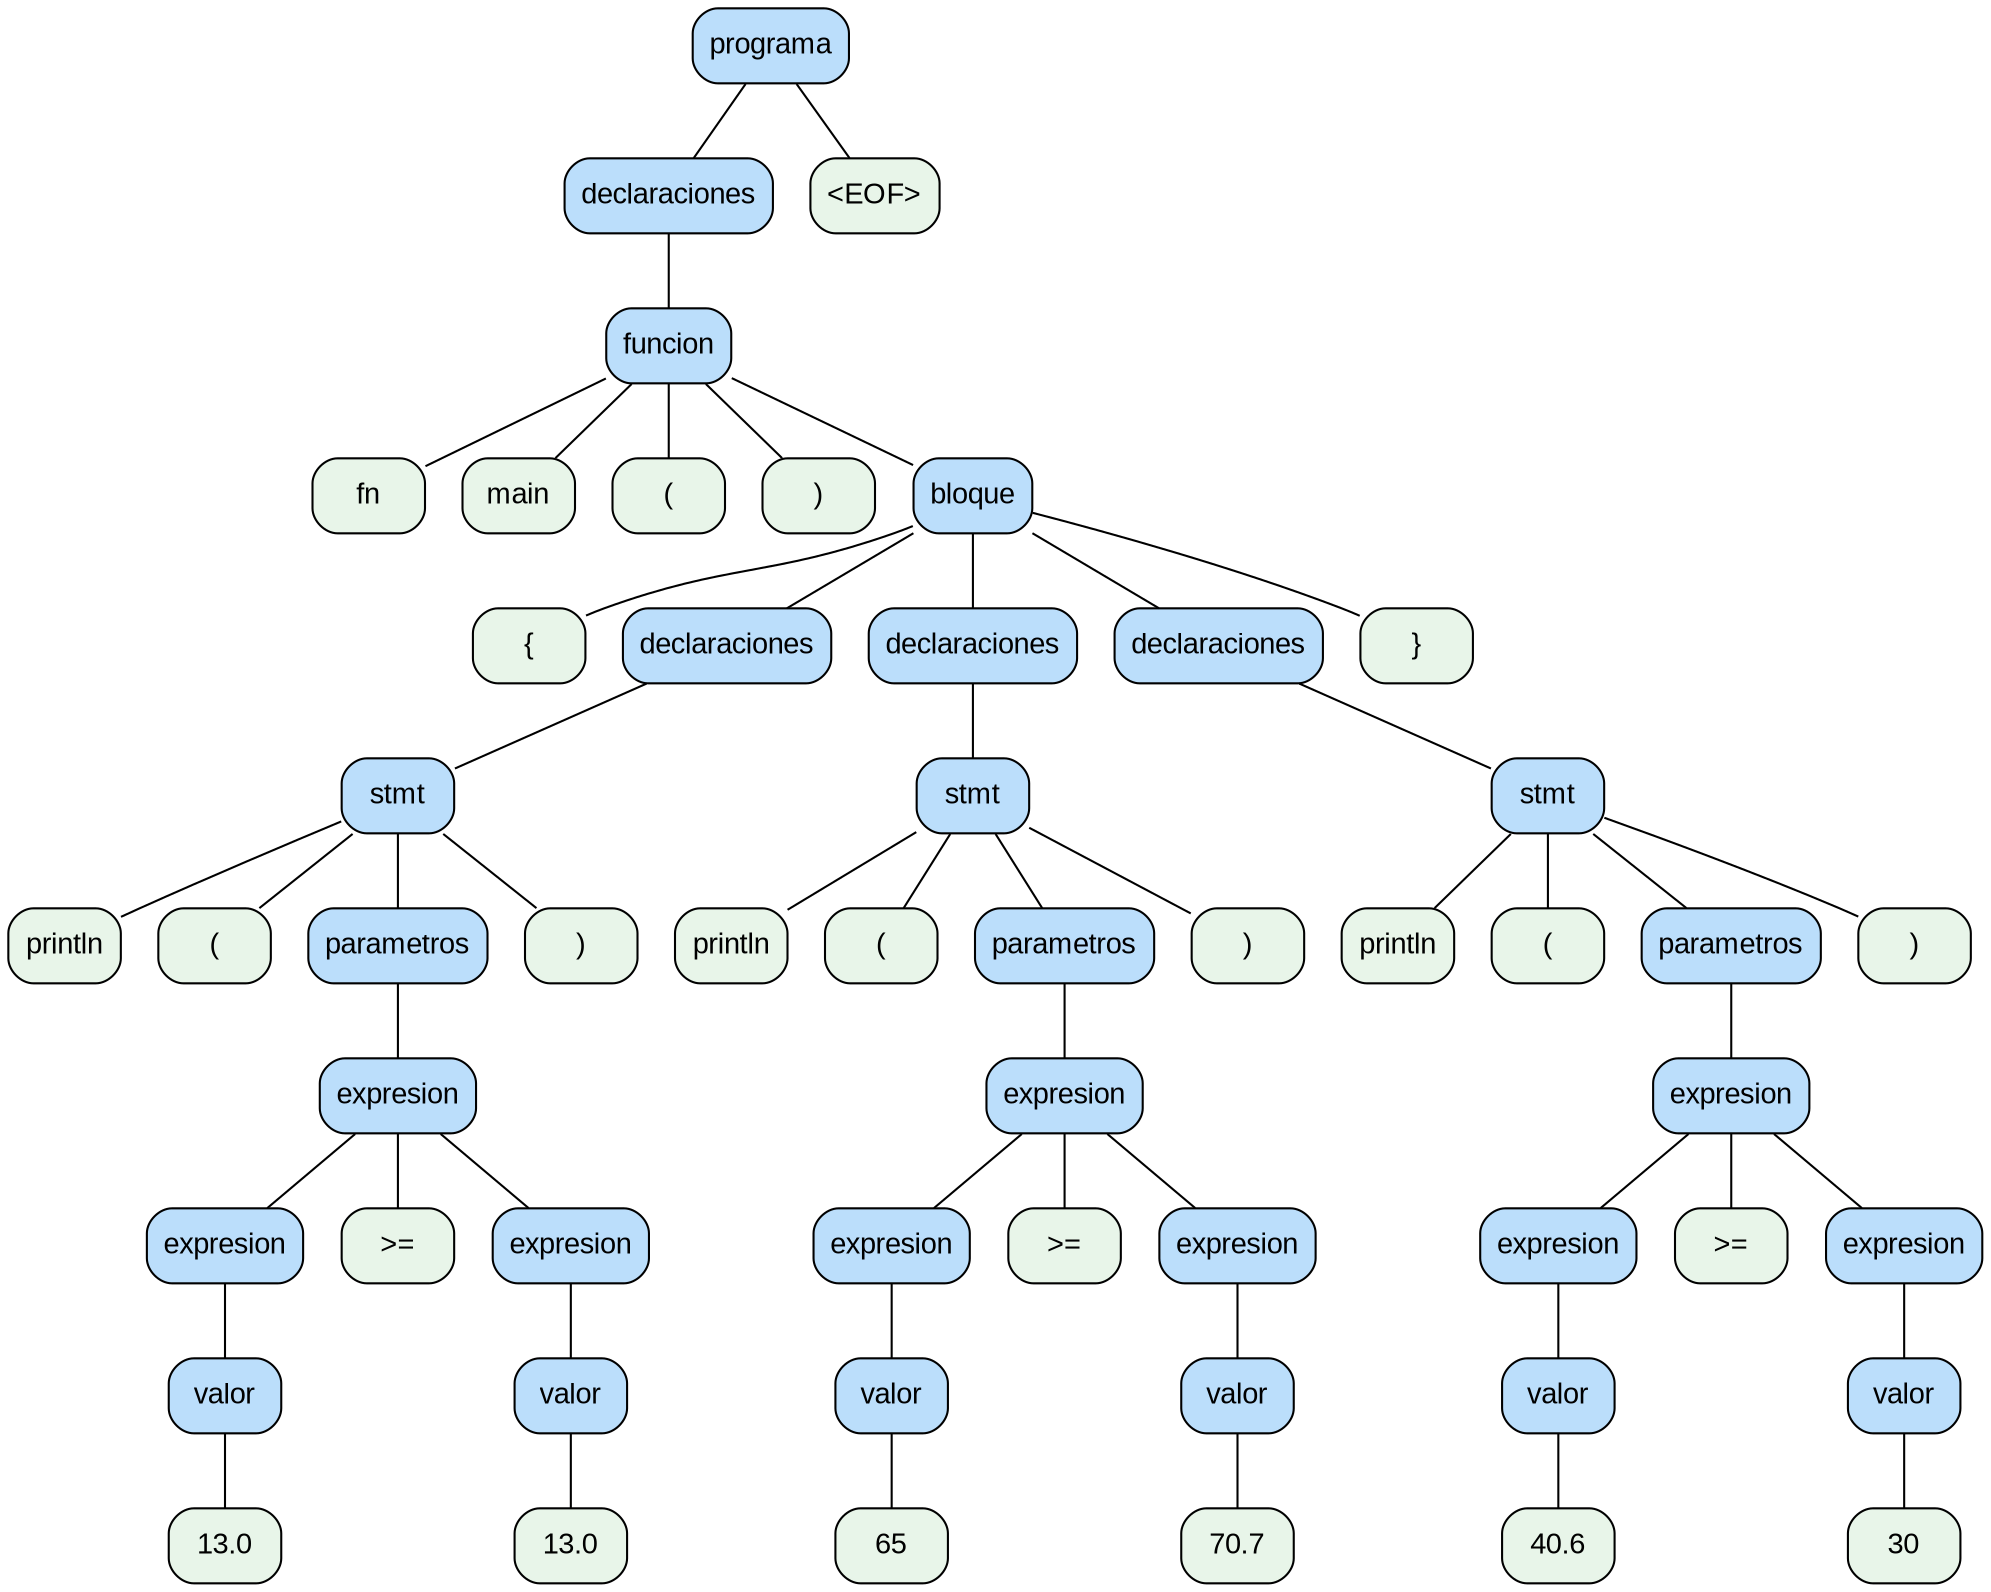 programa
declaraciones <EOF>
funcion
fn main ( ) bloque
{ declaraciones declaraciones declaraciones }
stmt stmt stmt
println ( parametros ) println ( parametros ) println ( parametros )
expresion expresion expresion
expresion >= expresion expresion >= expresion expresion >= expresion
valor valor valor valor valor valor
13.0 13.0 65 70.7 40.6 30